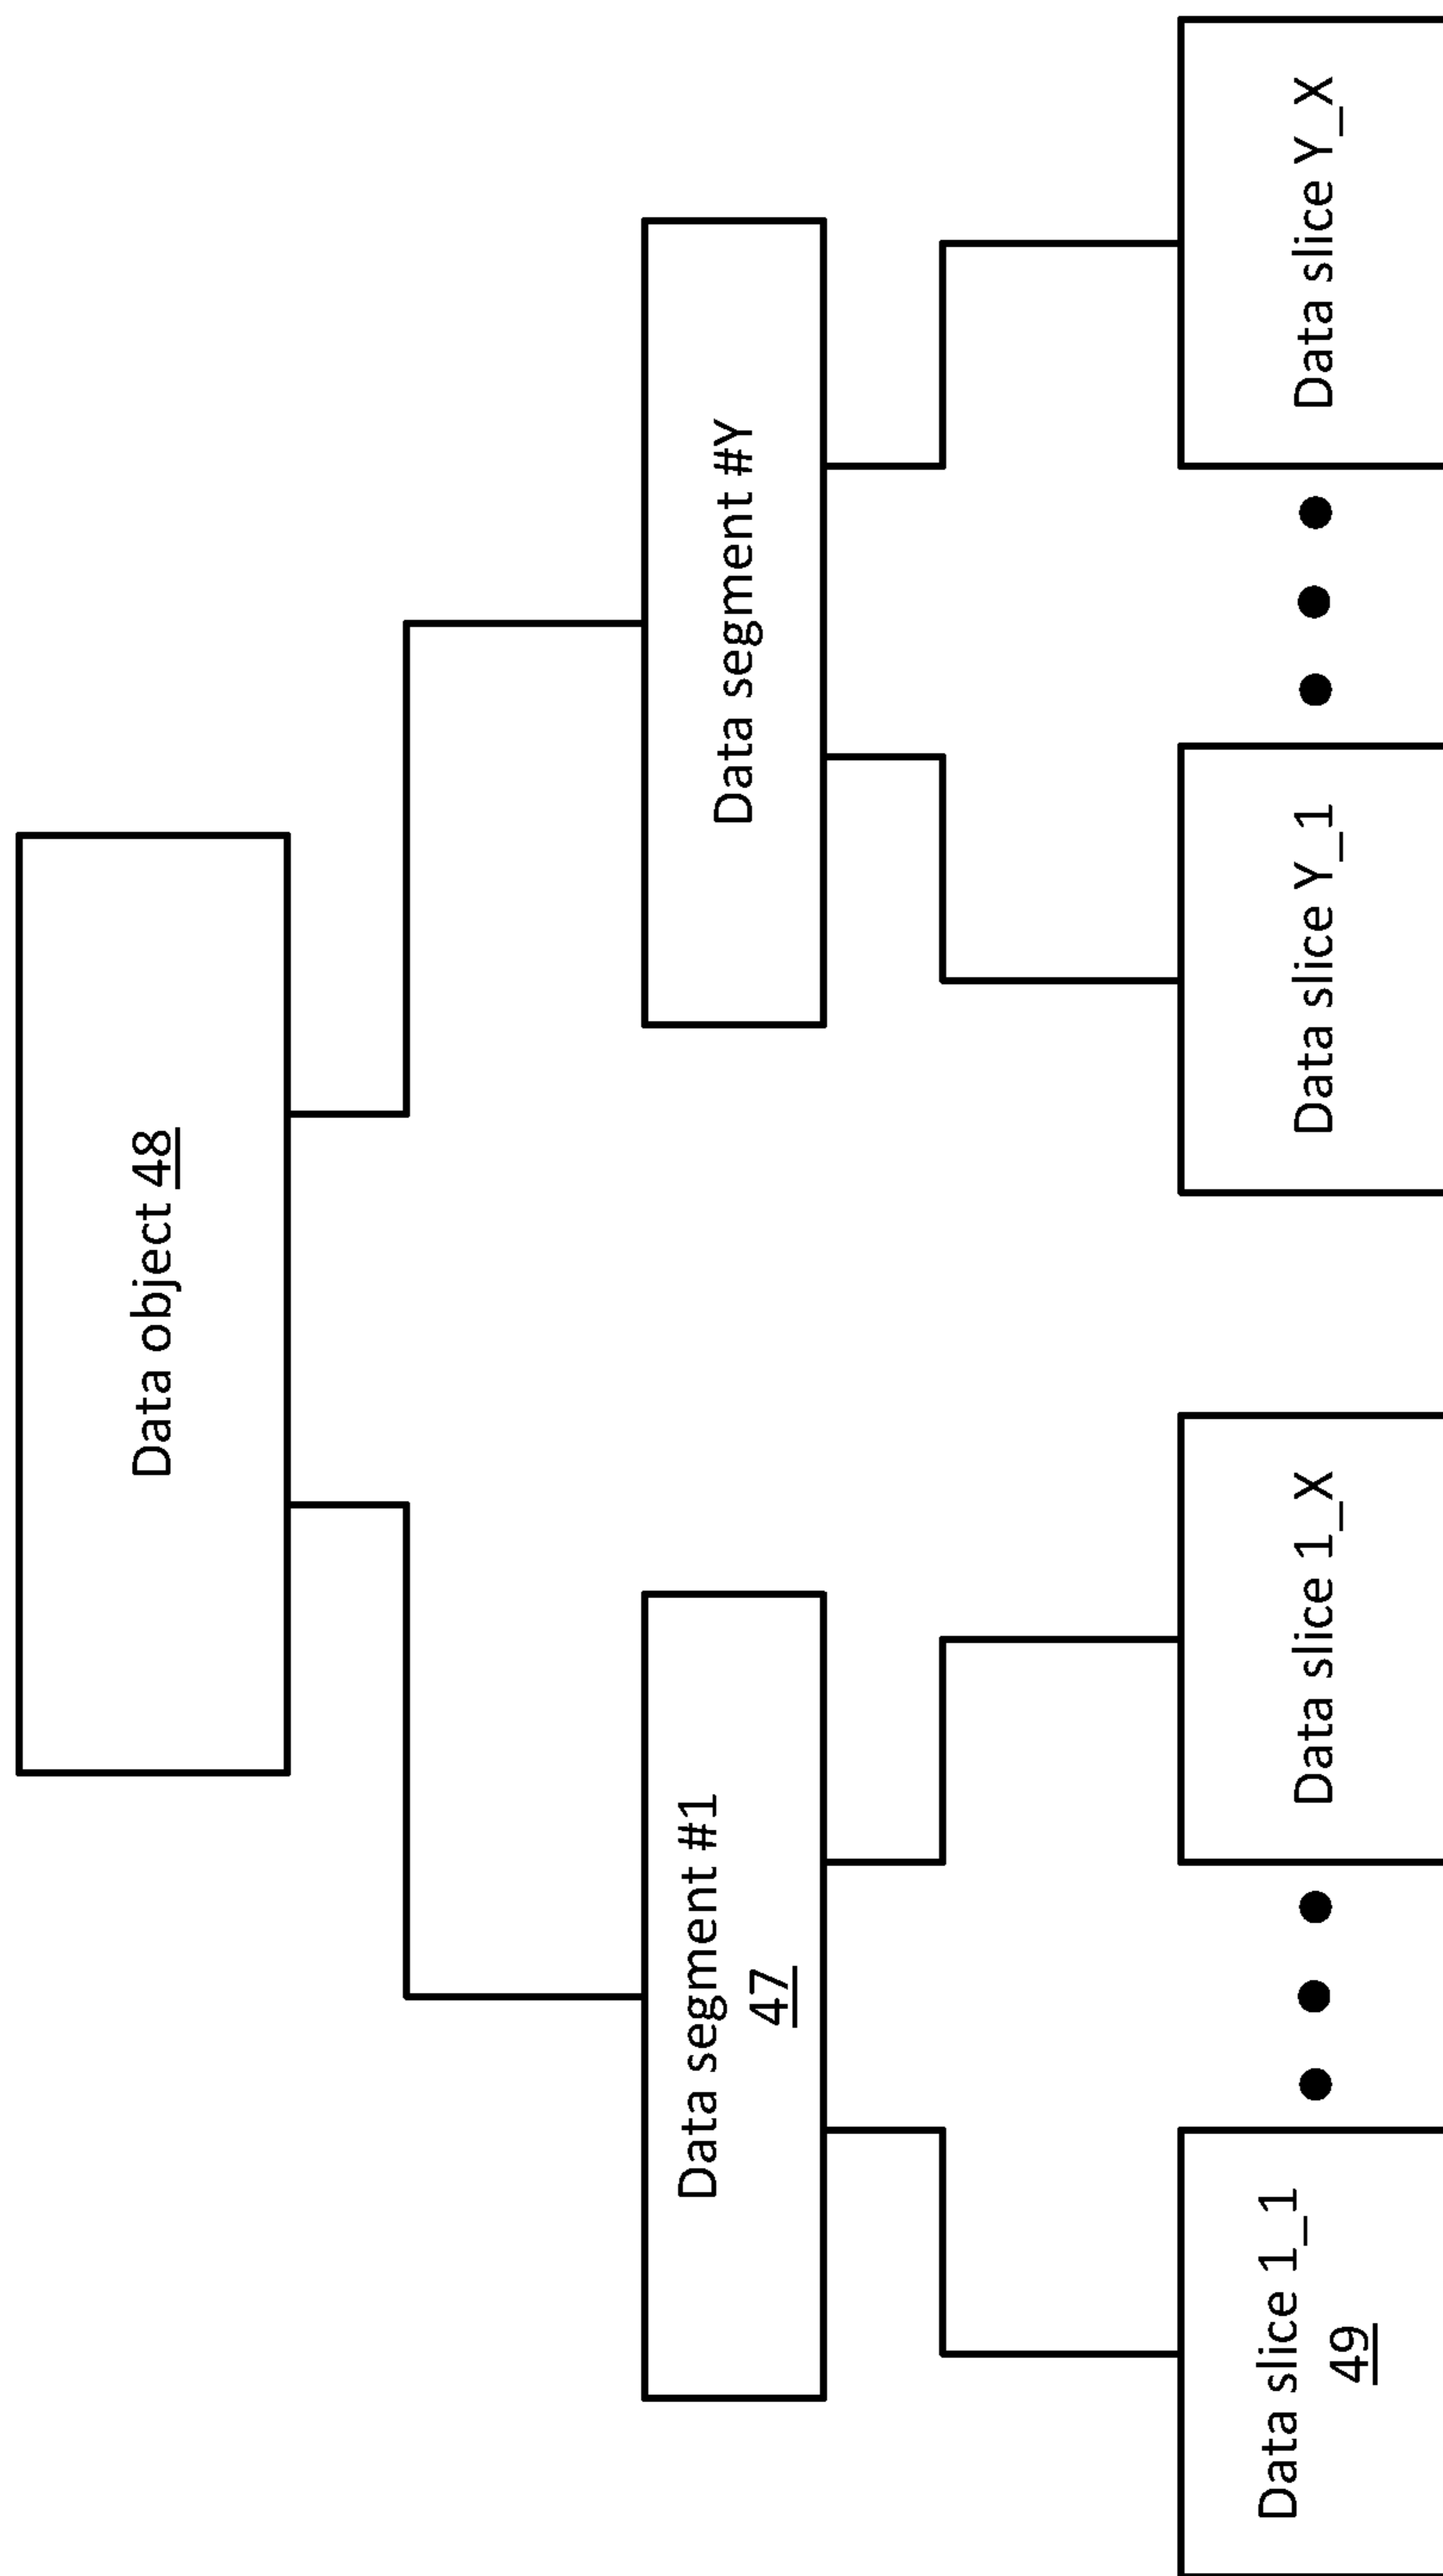 Data object 48
Data segment #1
47
Data segment #Y
Data slice 1_1
49
Data slice 1_X
Data slice Y_1
Data slice Y_X